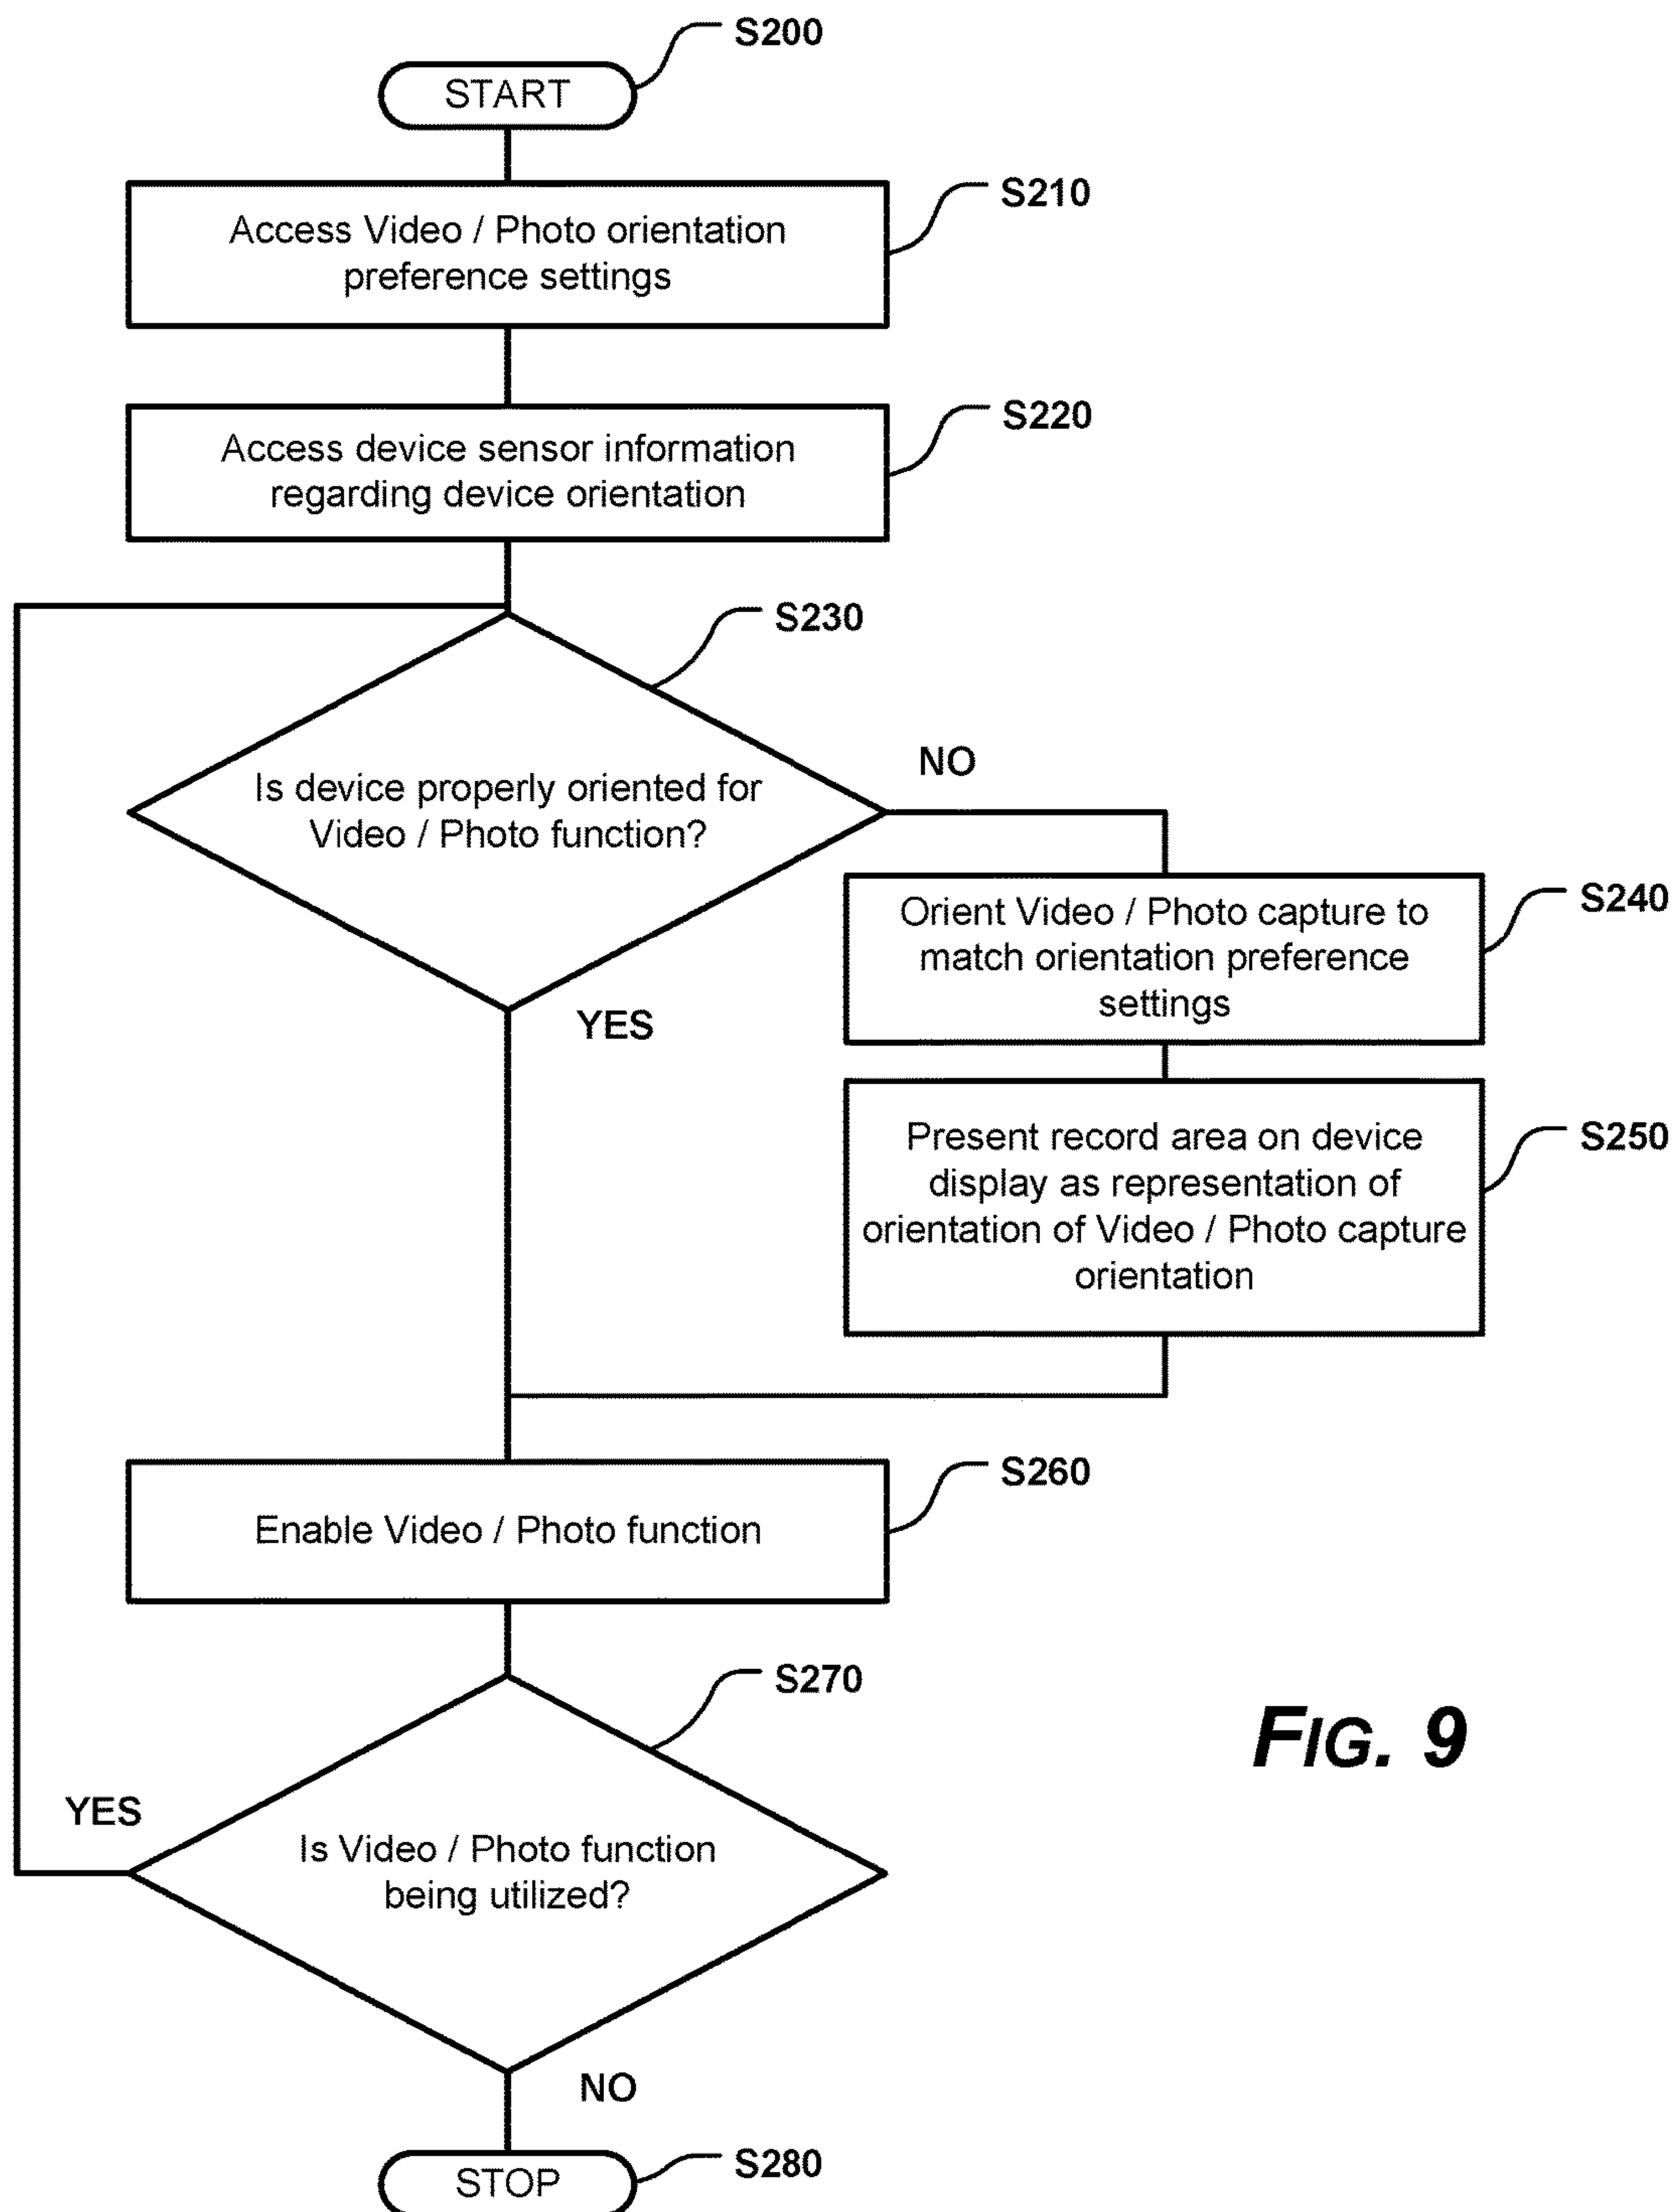 S200
START
S210
Access Video / Photo orientation
preference settings
S220
Access device sensor information
regarding device orientation
S230
Is device properly oriented for
Video / Photo function?
NO
S240
Orient Video / Photo capture to
match orientation preference
settings
YES
S250
Present record area on device
display as representation of
orientation of Video / Photo capture
orientation
S260
Enable Video / Photo function
S270
FIG. 9
YES
Is Video / Photo function
being utilized?
NO
S280
STOP